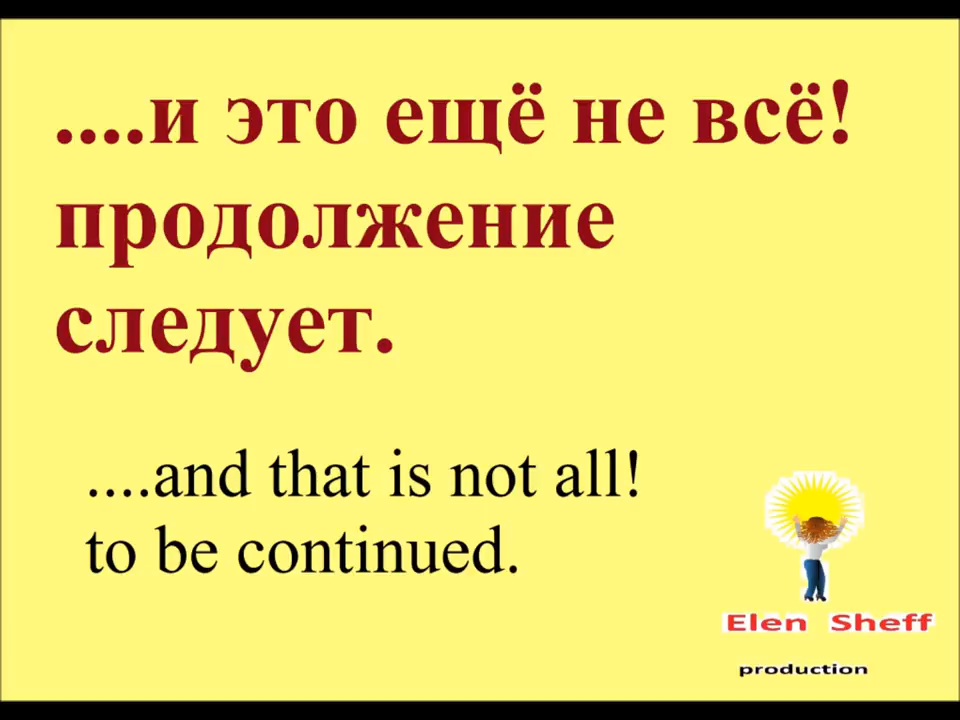 ....и это ещё не всё!
продолжение
следует.
....and that is not all!
to be continued.
Elen Sheff
production